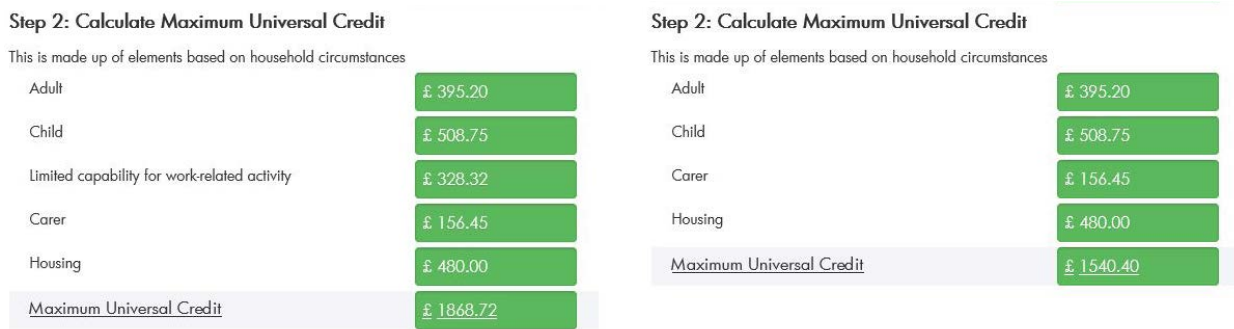 Step 2: Calculate Maximum Universal Credit
This is made up of elements based on household circumstances
Adult £ 395.20
Child £ 508.75
Limited capability for work-related activity £ 328.32
Carer £ 156.45
Housing £ 480.00
Maximum Universal Credit £ 1868.72
Step 2: Calculate Maximum Universal Credit
This is made up of elements based on household circumstances
Adult £ 395.20
Child £ 508.75
Carer £ 156.45
Housing £ 480.00
Maximum Universal Credit £ 1540.40